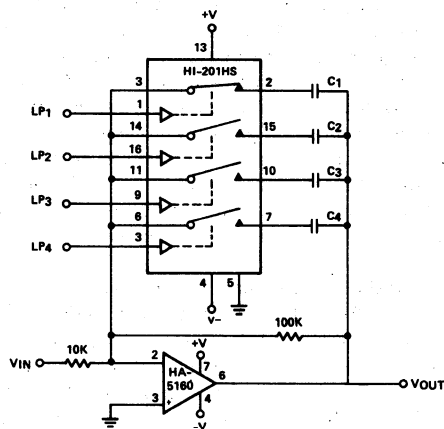 +V
13
HI-201HS
3 2 C1
LP1 1
14 15 C2
LP2 16
11 10 C3
LP3 9
6 7 C4
LP4 3
4 5
V-
100K
VIN 10K 2 +V 7
HA-5160 6 VOUT
3 + 4
-V